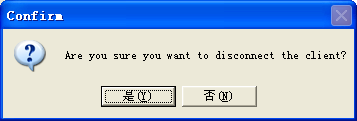 Confirm
Are you sure you want to disconnect the client?
是(Y) 否(N)